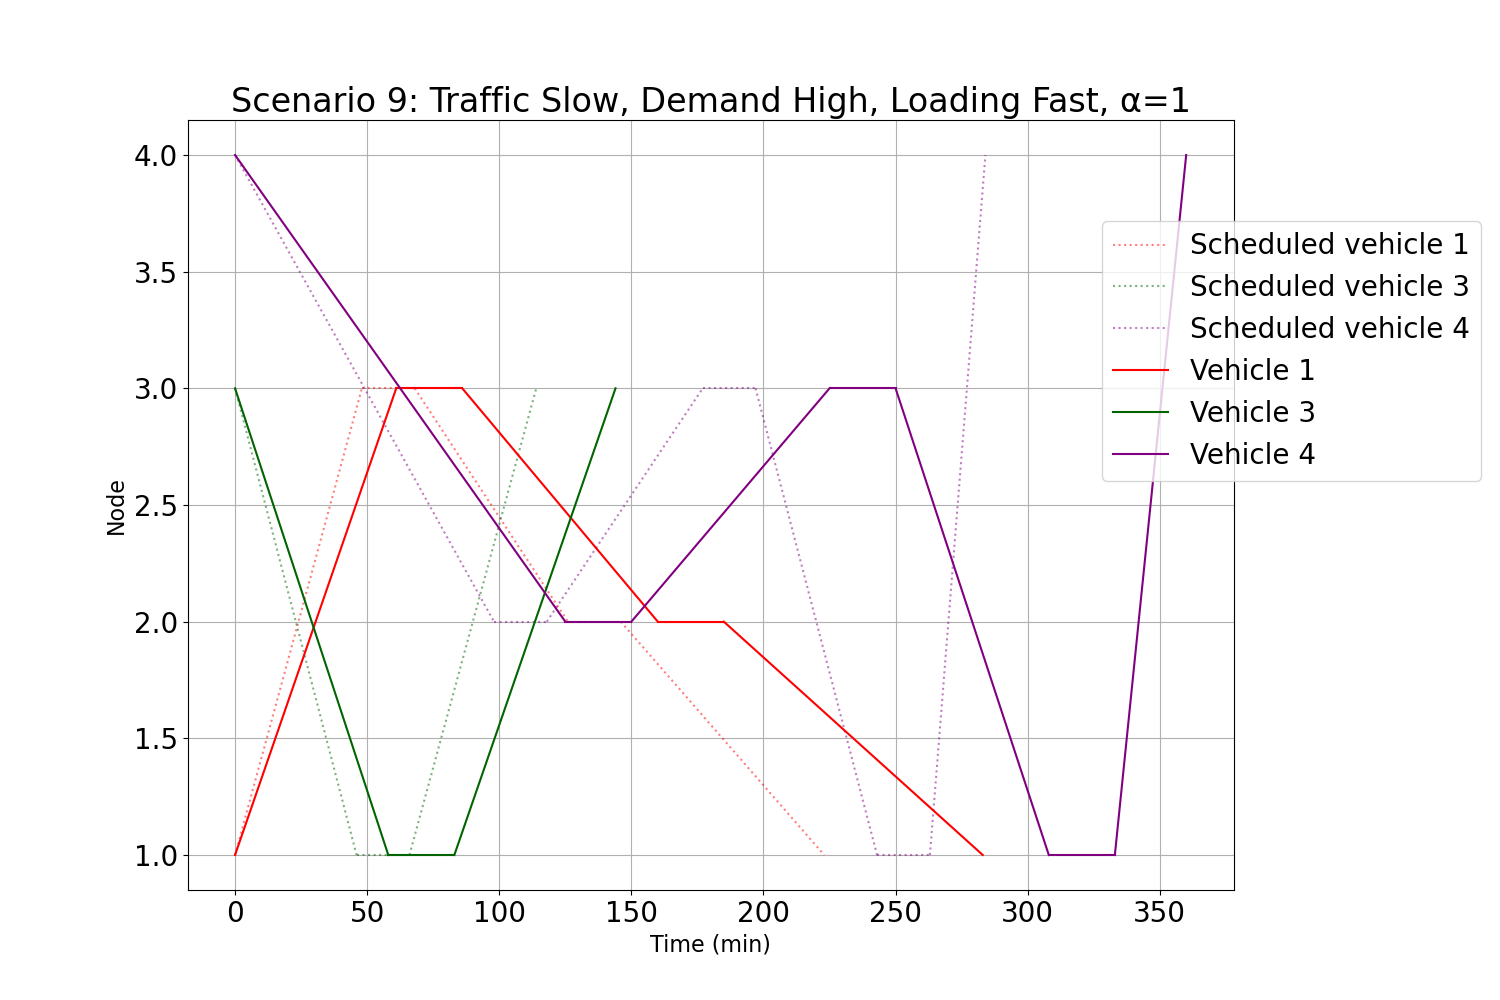 Scenario 9: Traffic Slow, Demand High, Loading Fast, α=1
4.0
3.5
3.0
2.5
2.0
1.5
1.0
Node
0 50 100 150 200 250 300 350
Time (min)
Scheduled vehicle 1
Scheduled vehicle 3
Scheduled vehicle 4
Vehicle 1
Vehicle 3
Vehicle 4